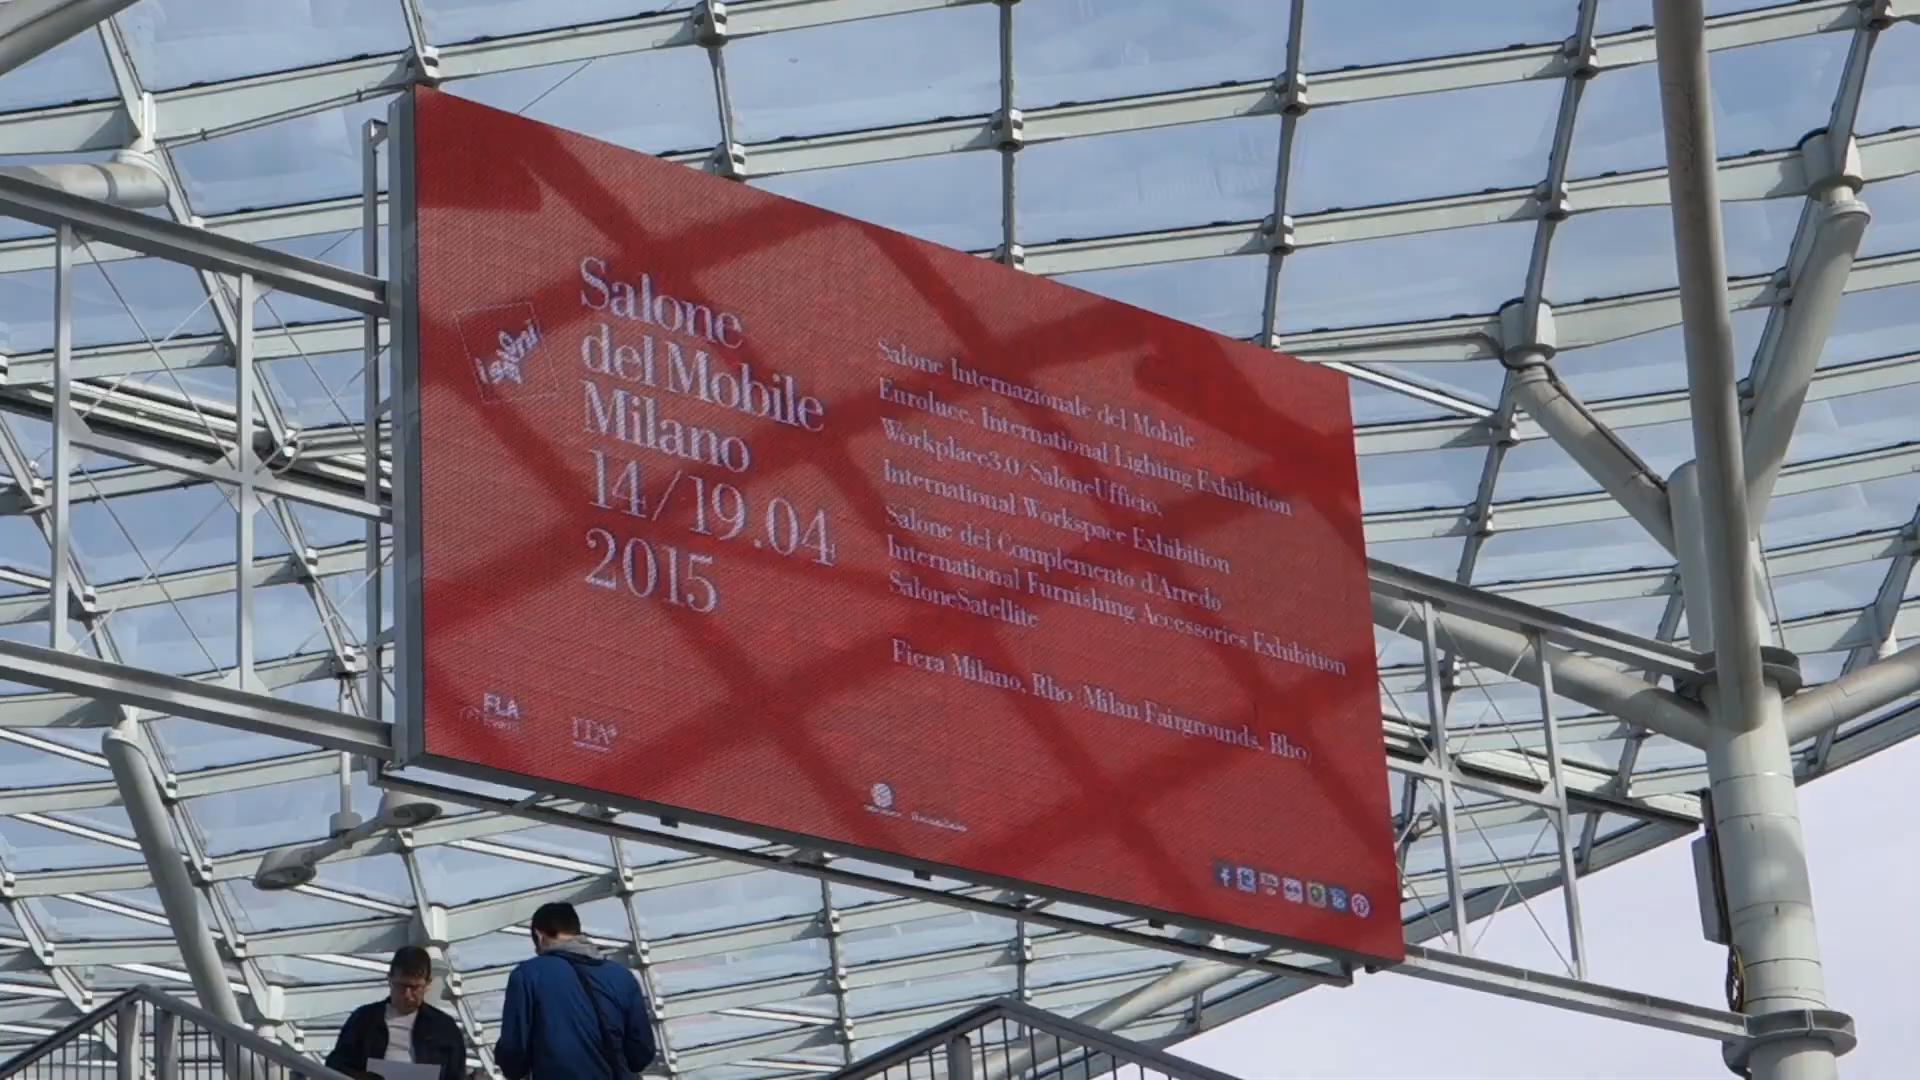 i saloni
Salone
del Mobile
Milano
14/19.04
2015
Salone Internazionale del Mobile
Euroluce, International Lighting Exhibition
Workplace3.0/SaloneUfficio,
International Workspace Exhibition
Salone del Complemento d'Arredo
International Furnishing Accessories Exhibition
SaloneSatellite
Fiera Milano, Rho (Milan Fairgrounds, Rho)
FLA